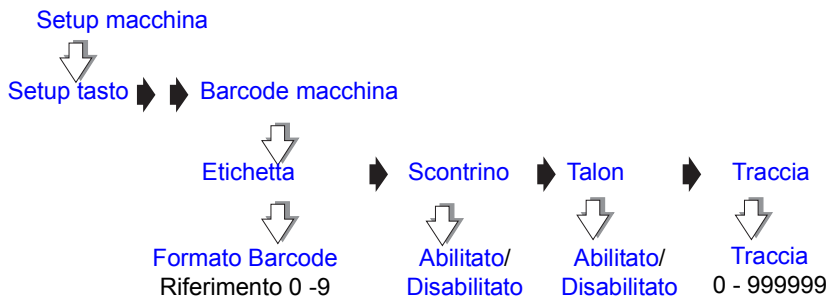 Setup macchina
Setup tasto Barcode macchina
Etichetta Scontrino Talon Traccia
Formato Barcode Abilitato/ Abilitato/ Traccia
Riferimento 0 -9 Disabilitato Disabilitato 0 - 999999